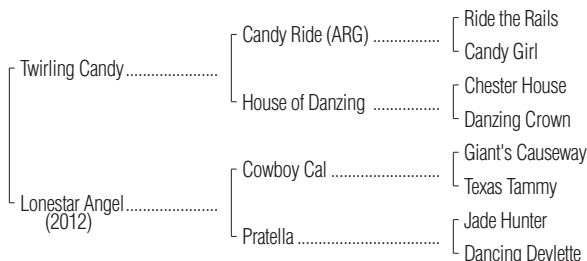 Ride the Rails
Candy Ride (ARG) ..................
Candy Girl
Twirling Candy ........................
Chester House
House of Danzing ..................
Danzing Crown
Giant's Causeway
Cowboy Cal .............................
Texas Tammy
Lonestar Angel ........................
(2012)
Jade Hunter
Pratella ......................................
Dancing Devlette